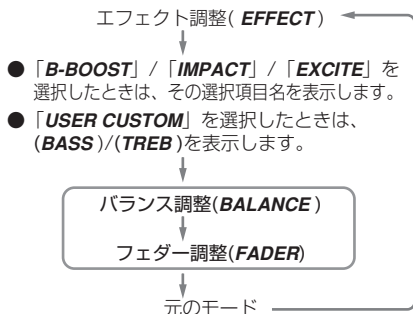 エフェクト調整( EFFECT )
●「B-BOOST」/「IMPACT」/「EXCITE」を
選択したときは、その選択項目名を表示します。
●「USER CUSTOM」を選択したときは、
(BASS )/(TREB )を表示します。
バランス調整(BALANCE )
フェダー調整(FADER)
元のモード